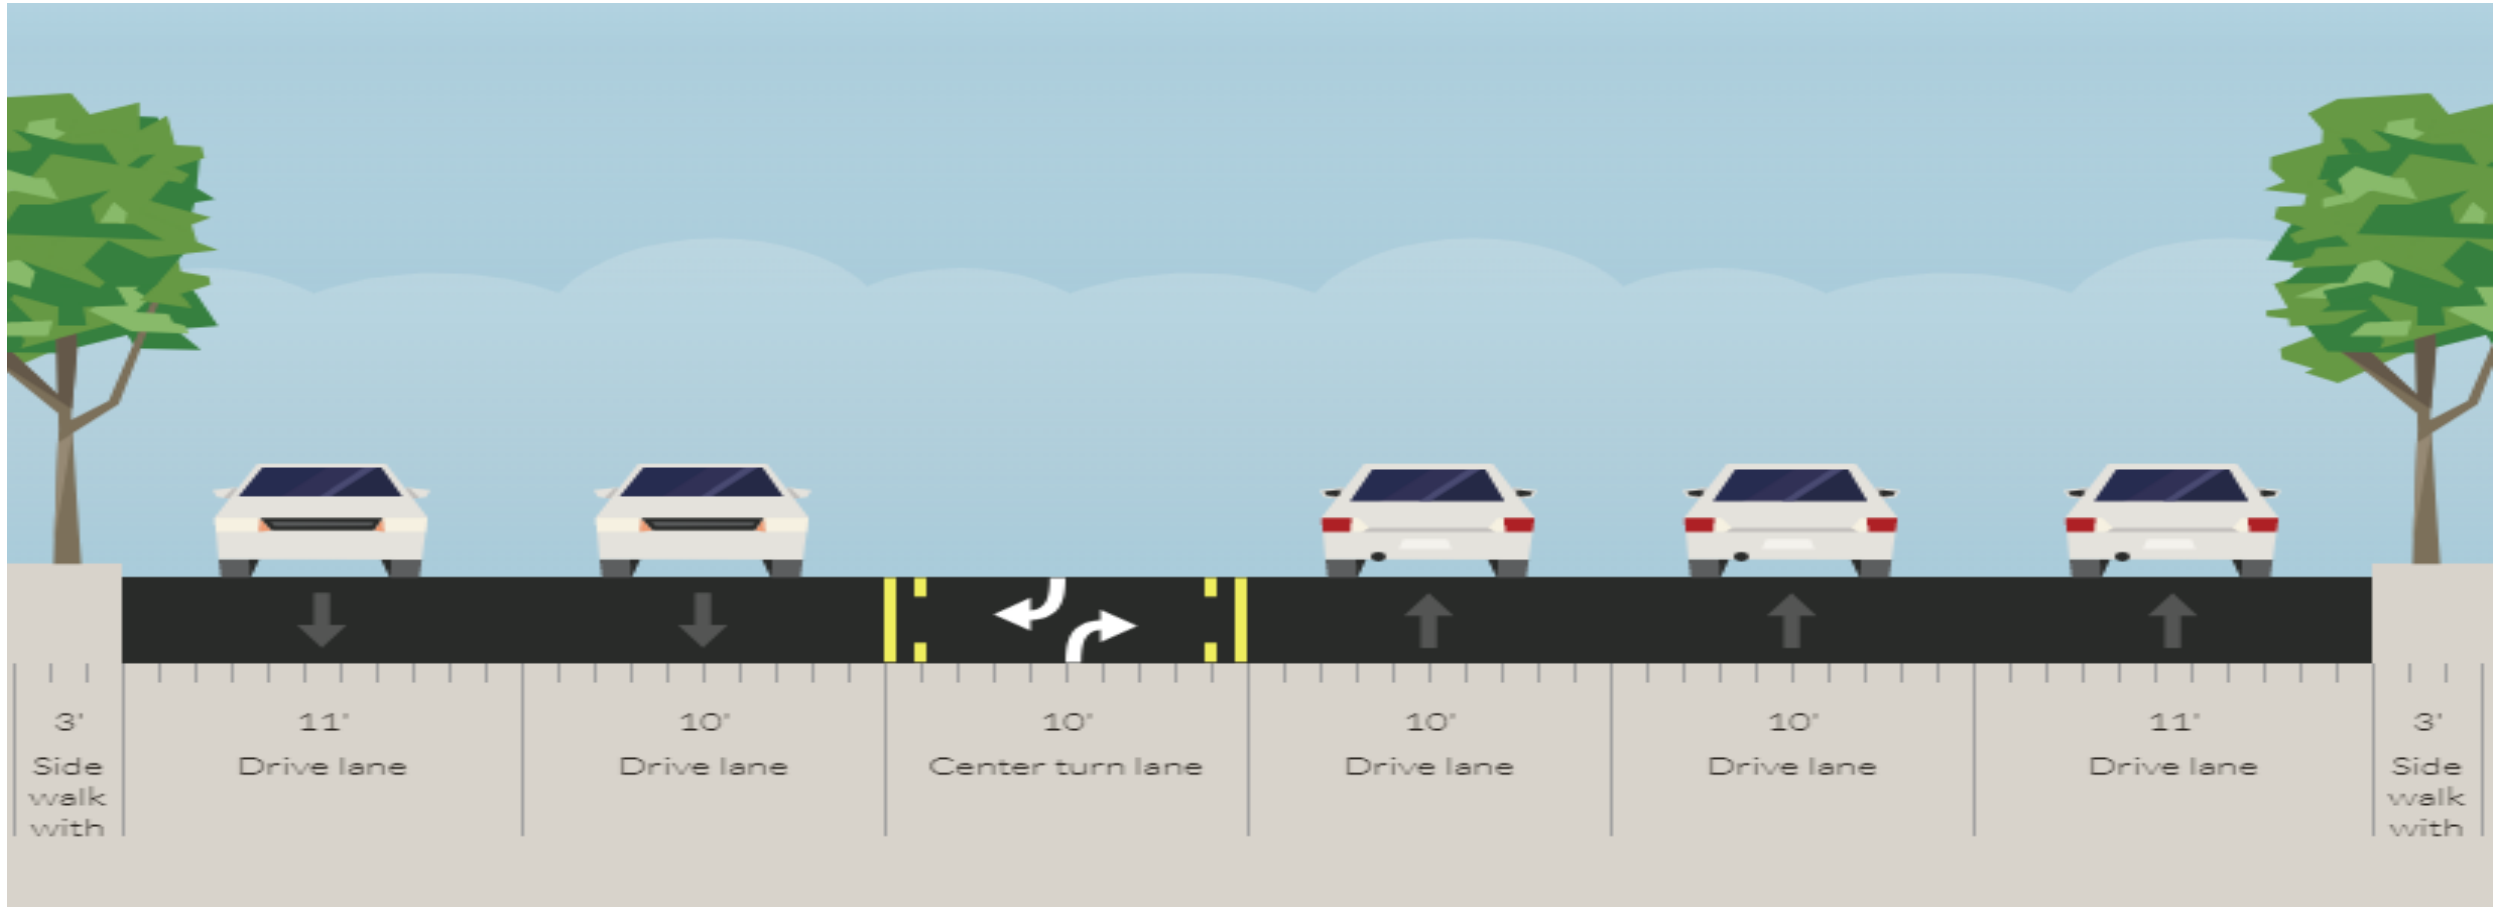 3'
Side
walk
with
11'
Drive lane
10'
Drive lane
10'
Center turn lane
10'
Drive lane
10'
Drive lane
11'
Drive lane
3'
Side
walk
with